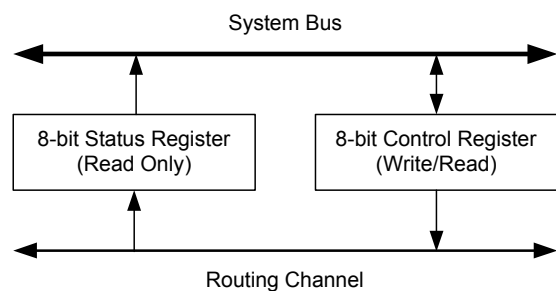 System Bus
8-bit Status Register
(Read Only)
8-bit Control Register
(Write/Read)
Routing Channel